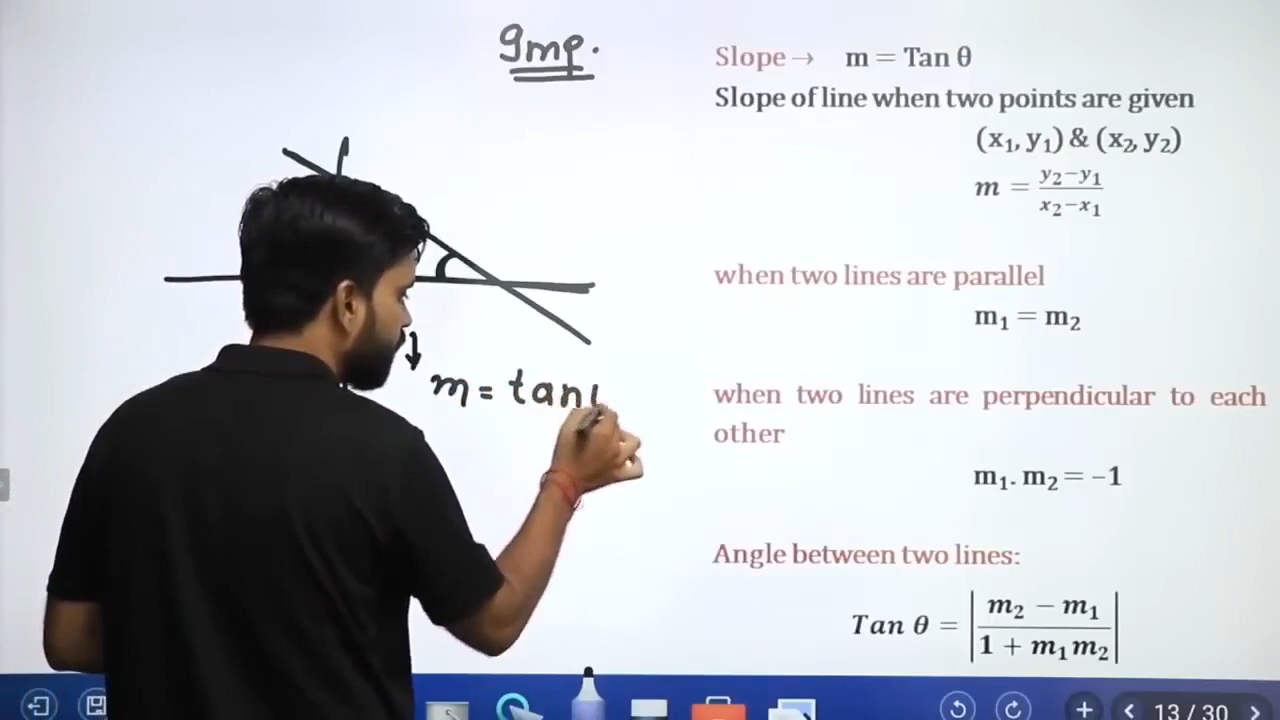 Imp.
m = tan
Slope → m = Tan θ
Slope of line when two points are given
(x₁, y₁) & (x₂, y₂)
m = y₂−y₁ / x₂−x₁
when two lines are parallel
m₁ = m₂
when two lines are perpendicular to each
other
m₁. m₂ = −1
Angle between two lines:
Tan θ = | m₂ − m₁ / 1 + m₁ m₂ |
13 / 30